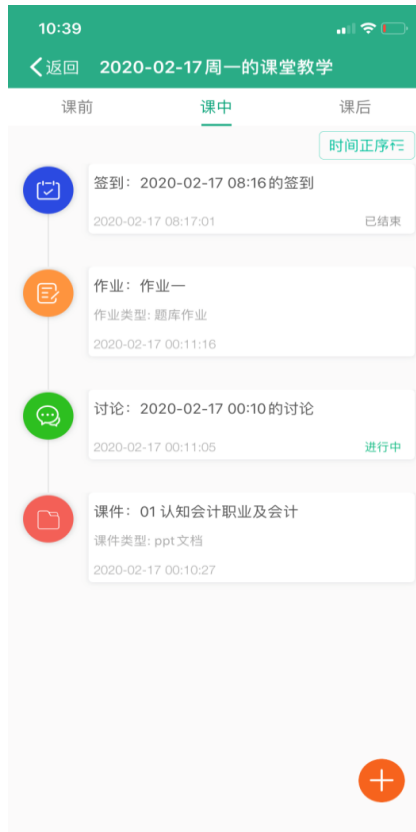 10:39
返回 2020-02-17周一的课堂教学
课前 课中 课后
时间正序
签到：2020-02-17 08:16的签到
2020-02-17 08:17:01 已结束
作业：作业一
作业类型: 题库作业
2020-02-17 00:11:16
讨论：2020-02-17 00:10的讨论
2020-02-17 00:11:05 进行中
课件：01 认知会计职业及会计
课件类型: ppt文档
2020-02-17 00:10:27